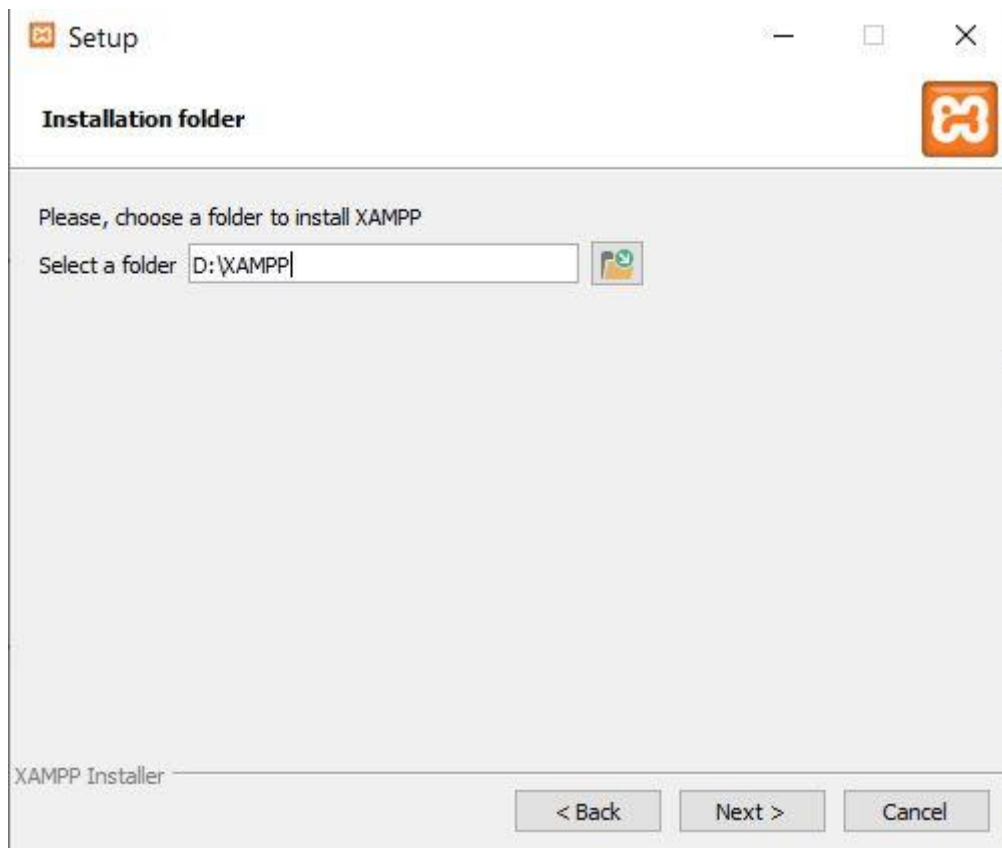 Setup
Installation folder
Please, choose a folder to install XAMPP
Select a folder D:\XAMPP
XAMPP Installer
< Back Next > Cancel